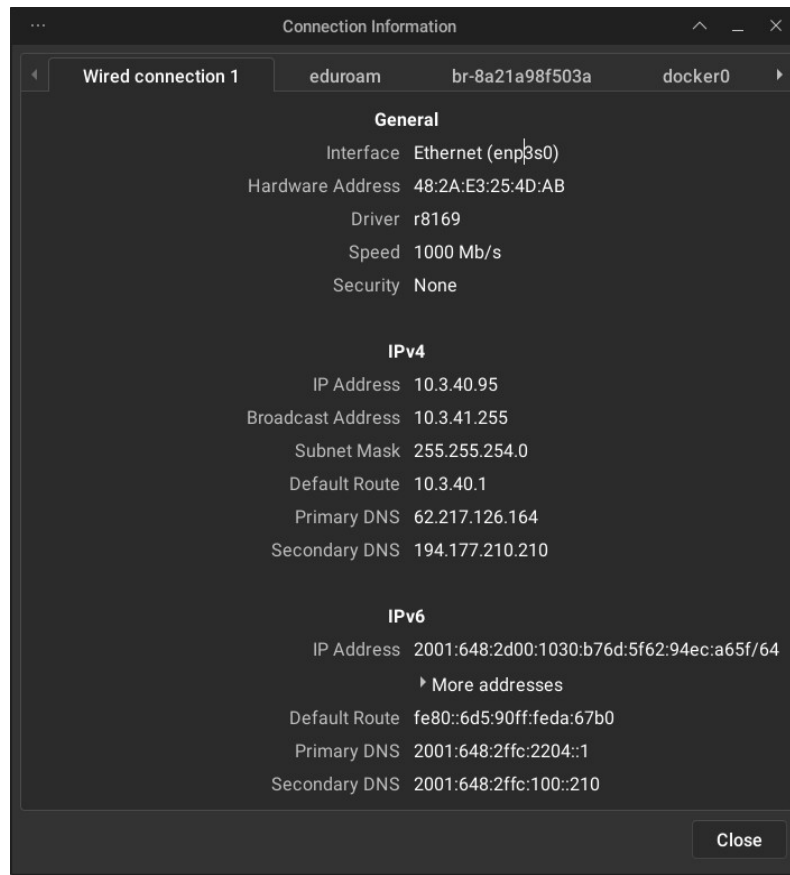 Connection Information
Wired connection 1 eduroam br-8a21a98f503a docker0
General
Interface Ethernet (enp3s0)
Hardware Address 48:2A:E3:25:4D:AB
Driver r8169
Speed 1000 Mb/s
Security None
IPv4
IP Address 10.3.40.95
Broadcast Address 10.3.41.255
Subnet Mask 255.255.254.0
Default Route 10.3.40.1
Primary DNS 62.217.126.164
Secondary DNS 194.177.210.210
IPv6
IP Address 2001:648:2d00:1030:b76d:5f62:94ec:a65f/64
More addresses
Default Route fe80::6d5:90ff:feda:67b0
Primary DNS 2001:648:2ffc:2204::1
Secondary DNS 2001:648:2ffc:100::210
Close